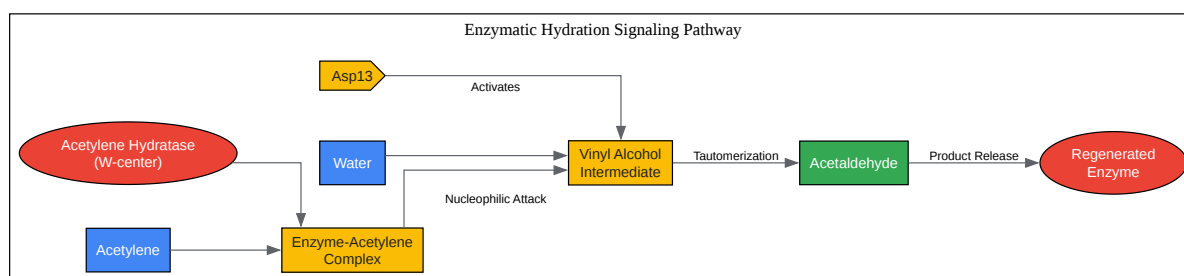 Enzymatic Hydration Signaling Pathway
Asp13
Activates
Acetylene Hydratase
(W-center)
Water
Vinyl Alcohol
Intermediate
Tautomerization
Acetaldehyde
Product Release
Regenerated
Enzyme
Nucleophilic Attack
Acetylene
Enzyme-Acetylene
Complex